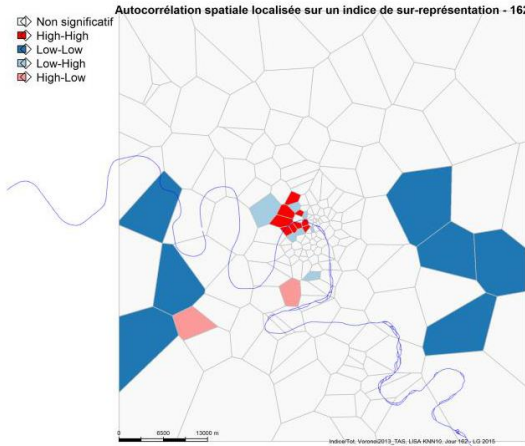 Autocorrélation spatiale localisée sur un indice de sur-représentation - 162
Non significatif
High-High
Low-Low
Low-High
High-Low
0 6500 13000 m
Indice/Tot. Voronoi2013_TAS, LISA KNN10. Jour 162. LG 2015